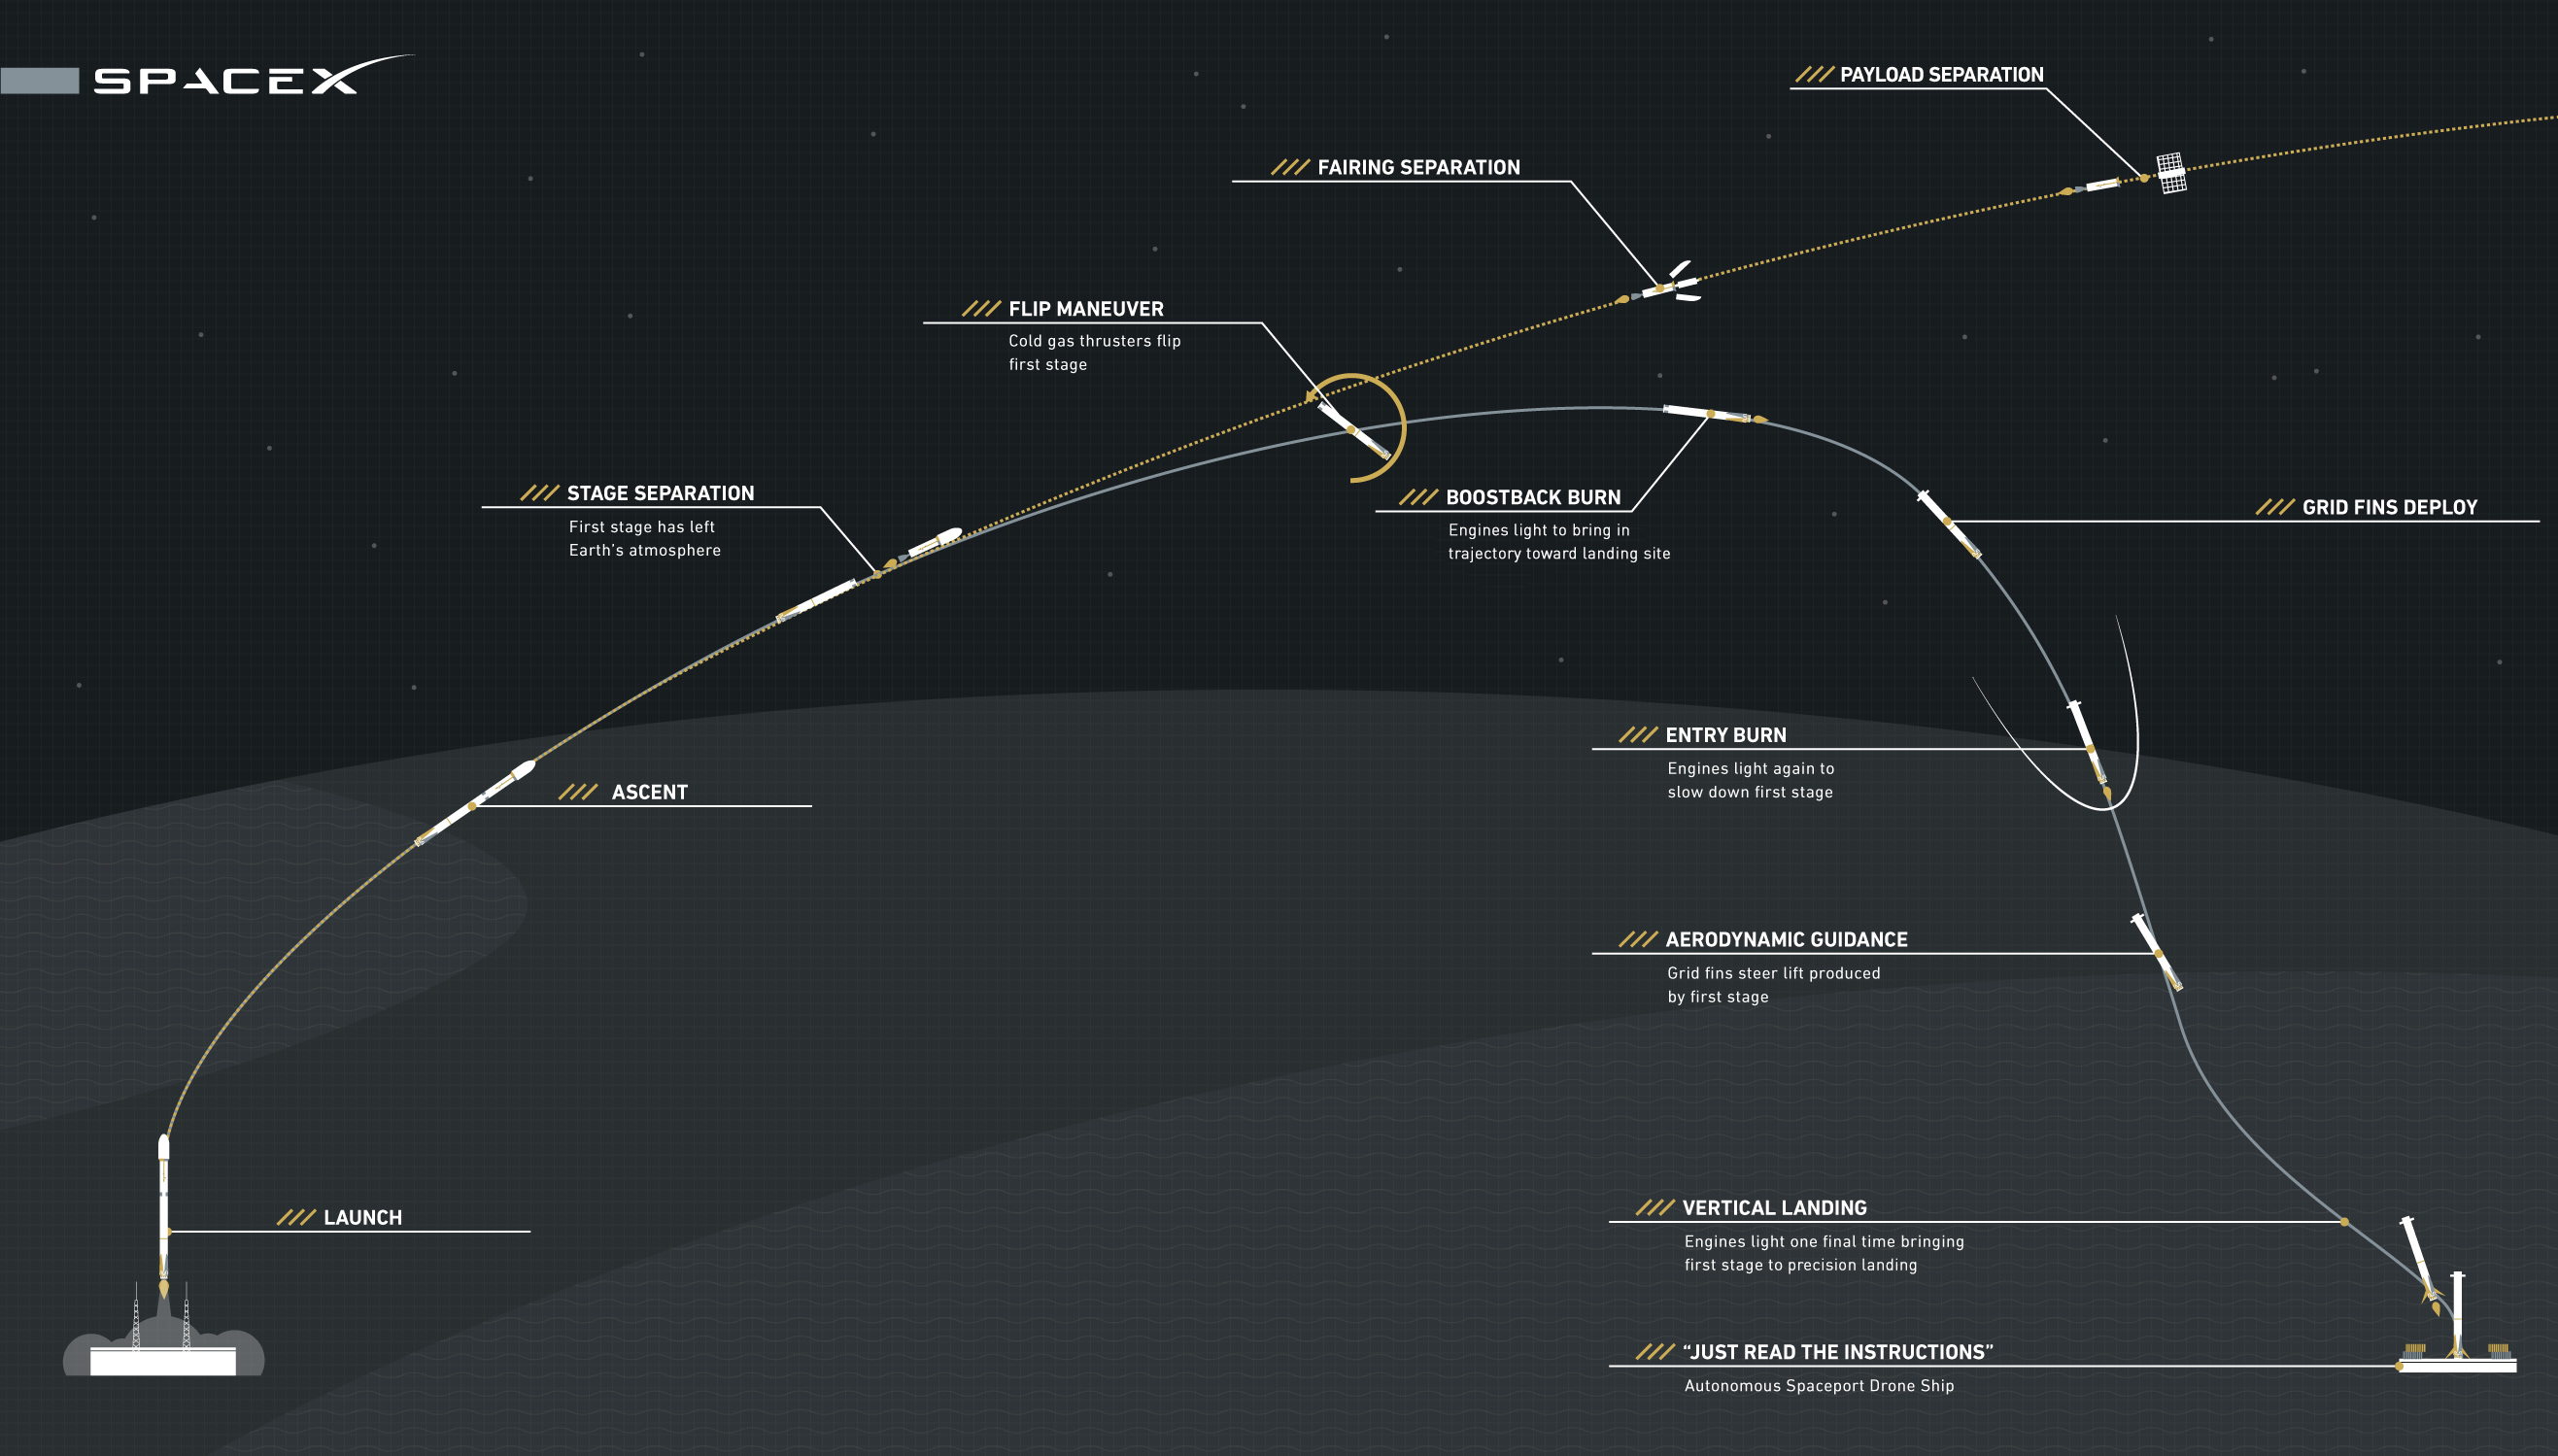 SPACEX
PAYLOAD SEPARATION
FAIRING SEPARATION
FLIP MANEUVER
Cold gas thrusters flip
first stage
STAGE SEPARATION
First stage has left
Earth's atmosphere
BOOSTBACK BURN
Engines light to bring in
trajectory toward landing site
GRID FINS DEPLOY
ENTRY BURN
Engines light again to
slow down first stage
ASCENT
AERODYNAMIC GUIDANCE
Grid fins steer lift produced
by first stage
LAUNCH
VERTICAL LANDING
Engines light one final time bringing
first stage to precision landing
“JUST READ THE INSTRUCTIONS”
Autonomous Spaceport Drone Ship